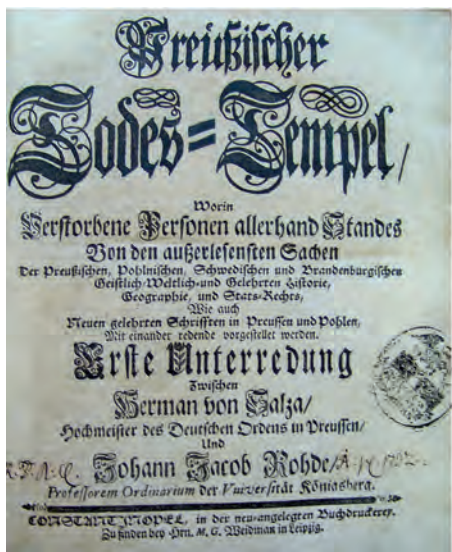 Preußischer
Todes=Tempel/
Worin
Verstorbene Personen allerhand Standes
Von den außerlesensten Sachen
Der Preußischen, Pohlnischen, Schwedischen und Brandenburgischen
Geistlich-Weltlich-und Gelehrten Historie,
Geographie, und Stats-Rechts,
Wie auch
Neuen gelehrten Schrifften in Preussen und Pohlen,
Mit einander redende vorgestellet werden.
Erste Unterredung
Zwischen
Herman von Salza/
Hochmeister des Deutschen Ordens in Preussen/
Und
Johann Jacob Rohde/
Professorem Ordinarium der Vniversität Königsberg.
CONSTANTINOPEL, in der neu-angelegten Buchdruckerey.
Zu finden bey Hrn. M. G. Weidman in Leipzig.